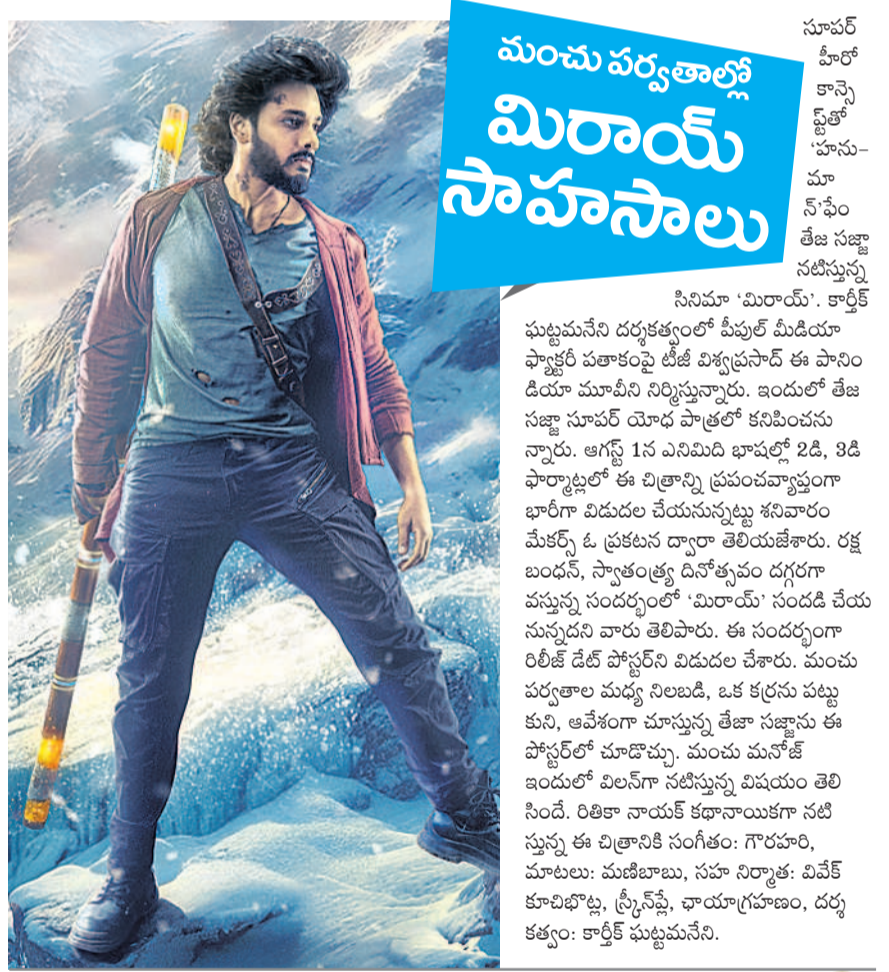 మంచు పర్వతాల్లో
మిరాయ్
సాహసాలు
సూపర్
హీరో
కాన్సె
ప్ట్‌తో
‘హను–
మా
న్’ఫేం
తేజ సజ్జా
నటిస్తున్న
సినిమా ‘మిరాయ్’. కార్తీక్
ఘట్టమనేని దర్శకత్వంలో పీపుల్ మీడియా
ఫ్యాక్టరీ పతాకంపై టీజీ విశ్వప్రసాద్ ఈ పానిం
డియా మూవీని నిర్మిస్తున్నారు. ఇందులో తేజ
సజ్జా సూపర్ యోధ పాత్రలో కనిపించను
న్నారు. ఆగస్ట్ 1న ఎనిమిది భాషల్లో 2డి, 3డి
ఫార్మాట్లలో ఈ చిత్రాన్ని ప్రపంచవ్యాప్తంగా
భారీగా విడుదల చేయనున్నట్టు శనివారం
మేకర్స్ ఓ ప్రకటన ద్వారా తెలియజేశారు. రక్ష
బంధన్, స్వాతంత్ర్య దినోత్సవం దగ్గరగా
వస్తున్న సందర్భంలో ‘మిరాయ్’ సందడి చేయ
నున్నదని వారు తెలిపారు. ఈ సందర్భంగా
రిలీజ్ డేట్ పోస్టర్‌ని విడుదల చేశారు. మంచు
పర్వతాల మధ్య నిలబడి, ఒక కర్రను పట్టు
కుని, ఆవేశంగా చూస్తున్న తేజా సజ్జాను ఈ
పోస్టర్‌లో చూడొచ్చు. మంచు మనోజ్
ఇందులో విలన్‌గా నటిస్తున్న విషయం తెలి
సిందే. రితికా నాయక్ కథానాయికగా నటి
స్తున్న ఈ చిత్రానికి సంగీతం: గౌరహరి,
మాటలు: మణిబాబు, సహ నిర్మాత: వివేక్
కూచిభొట్ల, స్క్రీన్‌ప్లే, ఛాయాగ్రహణం, దర్శ
కత్వం: కార్తీక్ ఘట్టమనేని.